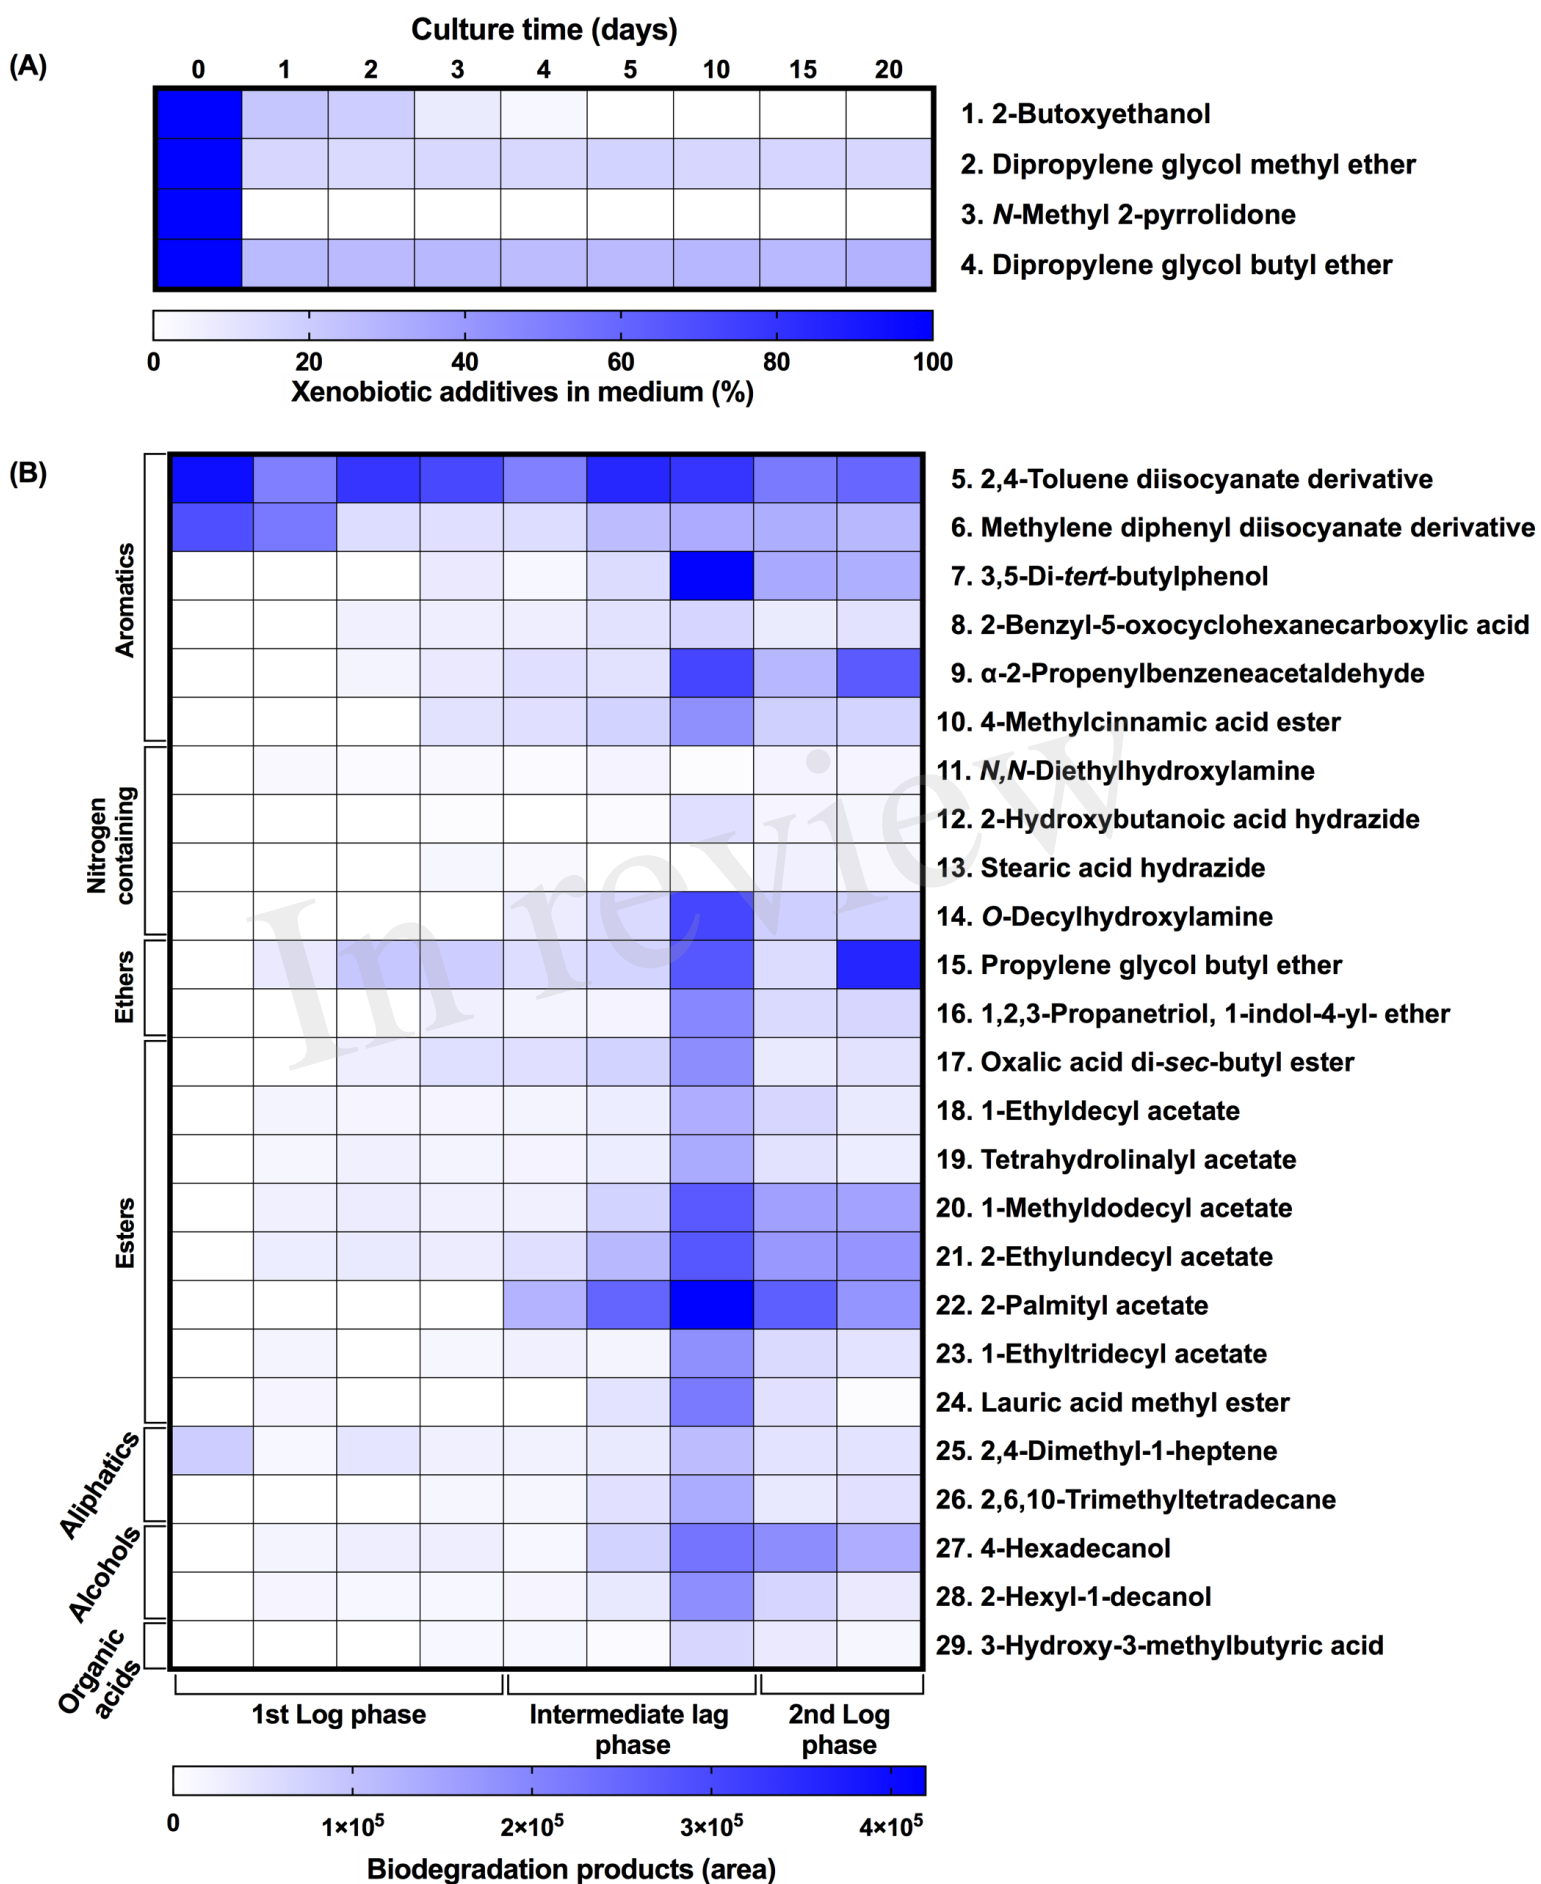 Culture time (days)
(A)
0 1 2 3 4 5 10 15 20
1. 2-Butoxyethanol
2. Dipropylene glycol methyl ether
3. N-Methyl 2-pyrrolidone
4. Dipropylene glycol butyl ether
0 20 40 60 80 100
Xenobiotic additives in medium (%)
(B)
Aromatics
5. 2,4-Toluene diisocyanate derivative
6. Methylene diphenyl diisocyanate derivative
7. 3,5-Di-tert-butylphenol
8. 2-Benzyl-5-oxocyclohexanecarboxylic acid
9. α-2-Propenylbenzeneacetaldehyde
10. 4-Methylcinnamic acid ester
Nitrogen
containing
11. N,N-Diethylhydroxylamine
12. 2-Hydroxybutanoic acid hydrazide
13. Stearic acid hydrazide
14. O-Decylhydroxylamine
Ethers
15. Propylene glycol butyl ether
16. 1,2,3-Propanetriol, 1-indol-4-yl- ether
Esters
17. Oxalic acid di-sec-butyl ester
18. 1-Ethyldecyl acetate
19. Tetrahydrolinalyl acetate
20. 1-Methyldodecyl acetate
21. 2-Ethylundecyl acetate
22. 2-Palmityl acetate
23. 1-Ethyltridecyl acetate
24. Lauric acid methyl ester
Aliphatics
25. 2,4-Dimethyl-1-heptene
26. 2,6,10-Trimethyltetradecane
Alcohols
27. 4-Hexadecanol
28. 2-Hexyl-1-decanol
Organic
acids
29. 3-Hydroxy-3-methylbutyric acid
In review
1st Log phase
Intermediate lag
phase
2nd Log
phase
0 1×10⁵ 2×10⁵ 3×10⁵ 4×10⁵
Biodegradation products (area)